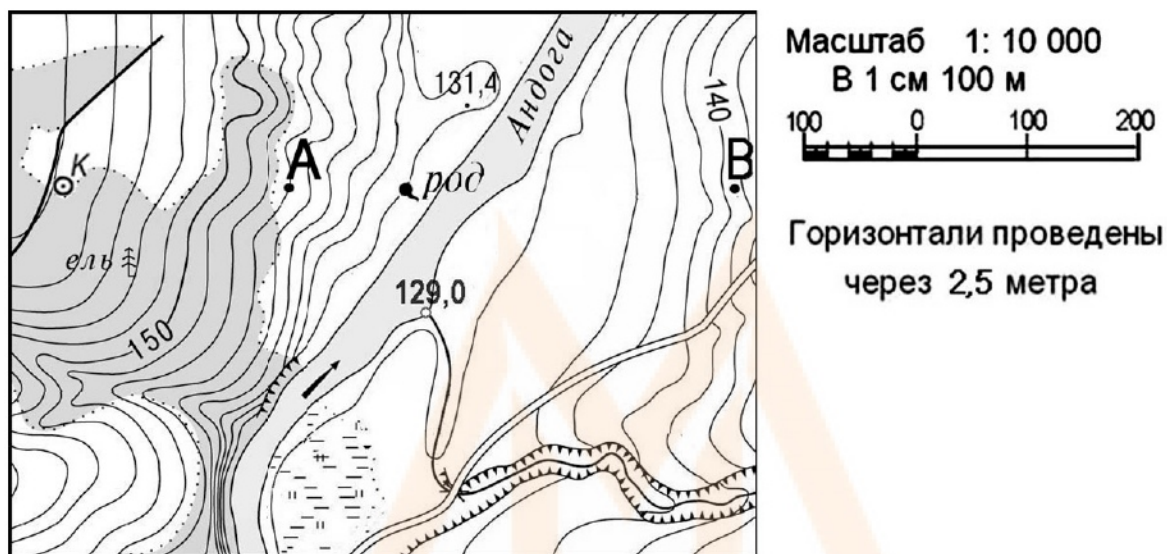 Андога
131,4
140
К
А
род
В
ель
129,0
150
Масштаб 1: 10 000
В 1 см 100 м
100 0 100 200
Горизонтали проведены
через 2,5 метра